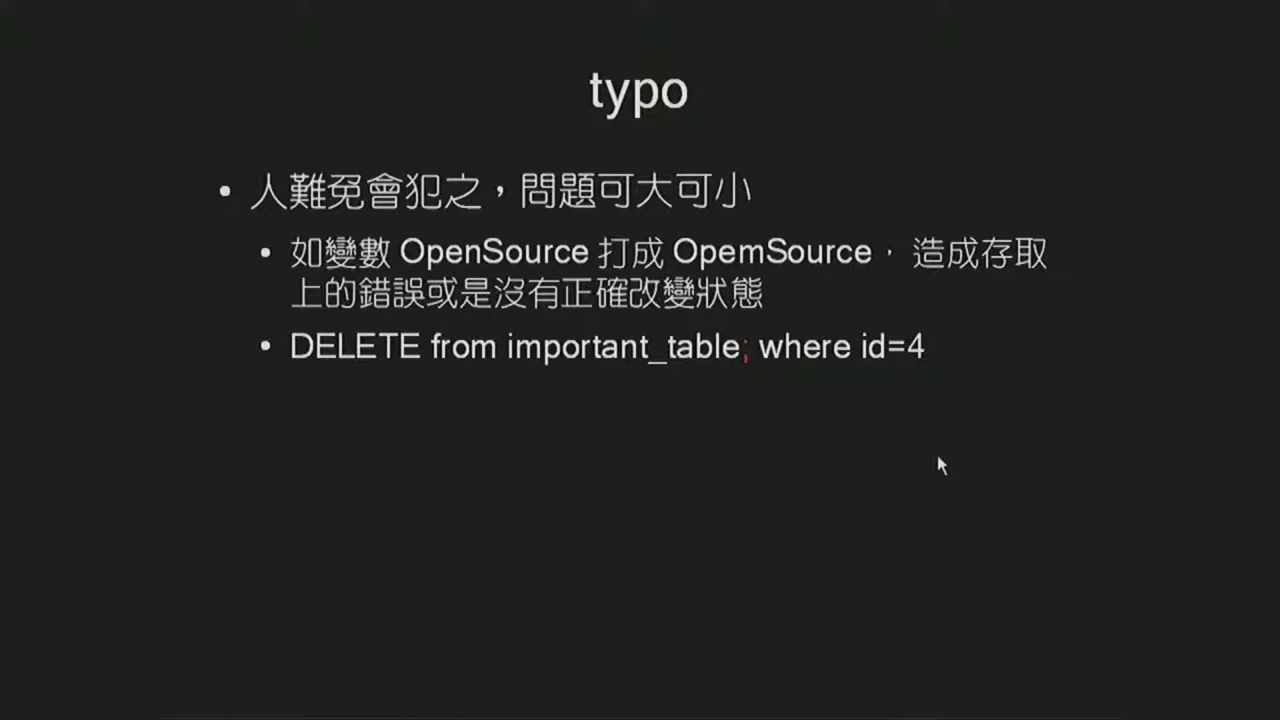 typo
• 人難免會犯之，問題可大可小
• 如變數 OpenSource 打成 OpemSource， 造成存取
上的錯誤或是沒有正確改變狀態
• DELETE from important_table; where id=4